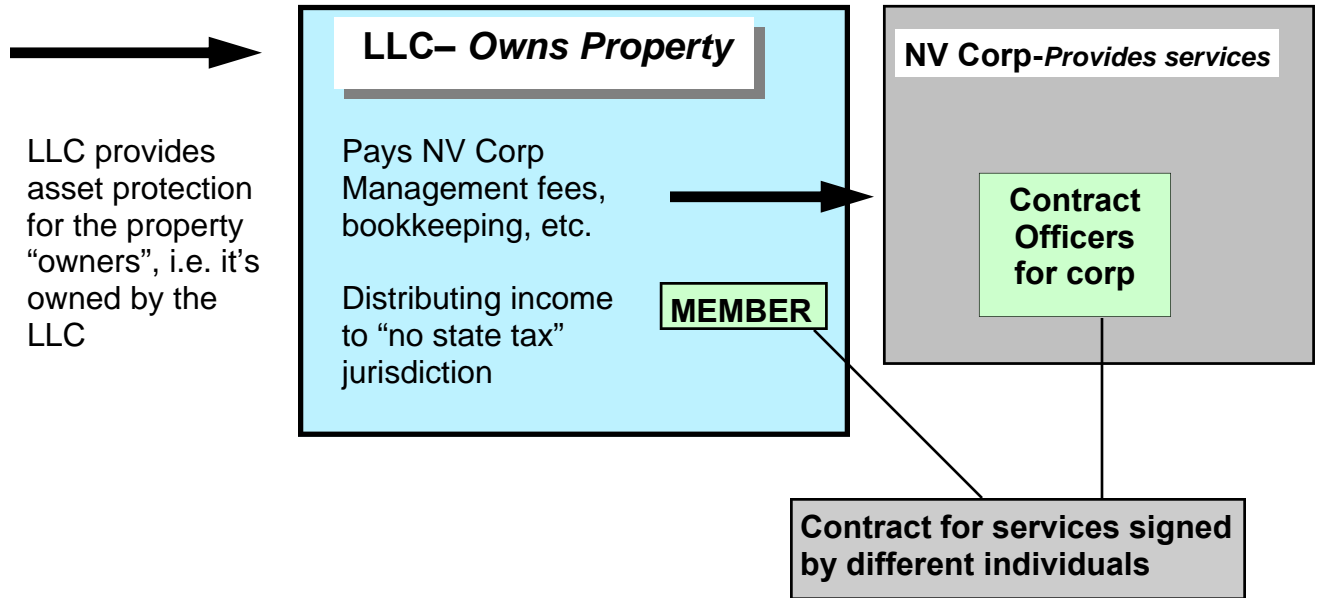 LLC provides
asset protection
for the property
“owners”, i.e. it's
owned by the
LLC
LLC– Owns Property
Pays NV Corp
Management fees,
bookkeeping, etc.
Distributing income
to “no state tax”
jurisdiction
MEMBER
NV Corp-Provides services
Contract
Officers
for corp
Contract for services signed
by different individuals